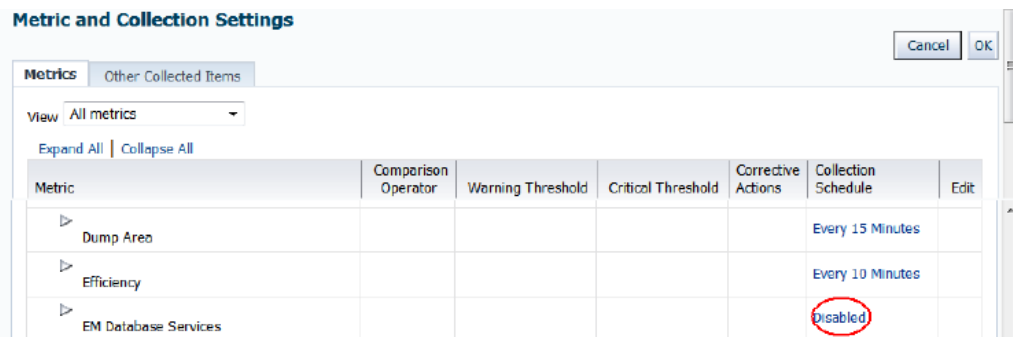 Metric and Collection Settings
Cancel OK
Metrics Other Collected Items
View All metrics
Expand All | Collapse All
Metric Comparison Operator Warning Threshold Critical Threshold Corrective Actions Collection Schedule Edit
Dump Area Every 15 Minutes
Efficiency Every 10 Minutes
EM Database Services Disabled